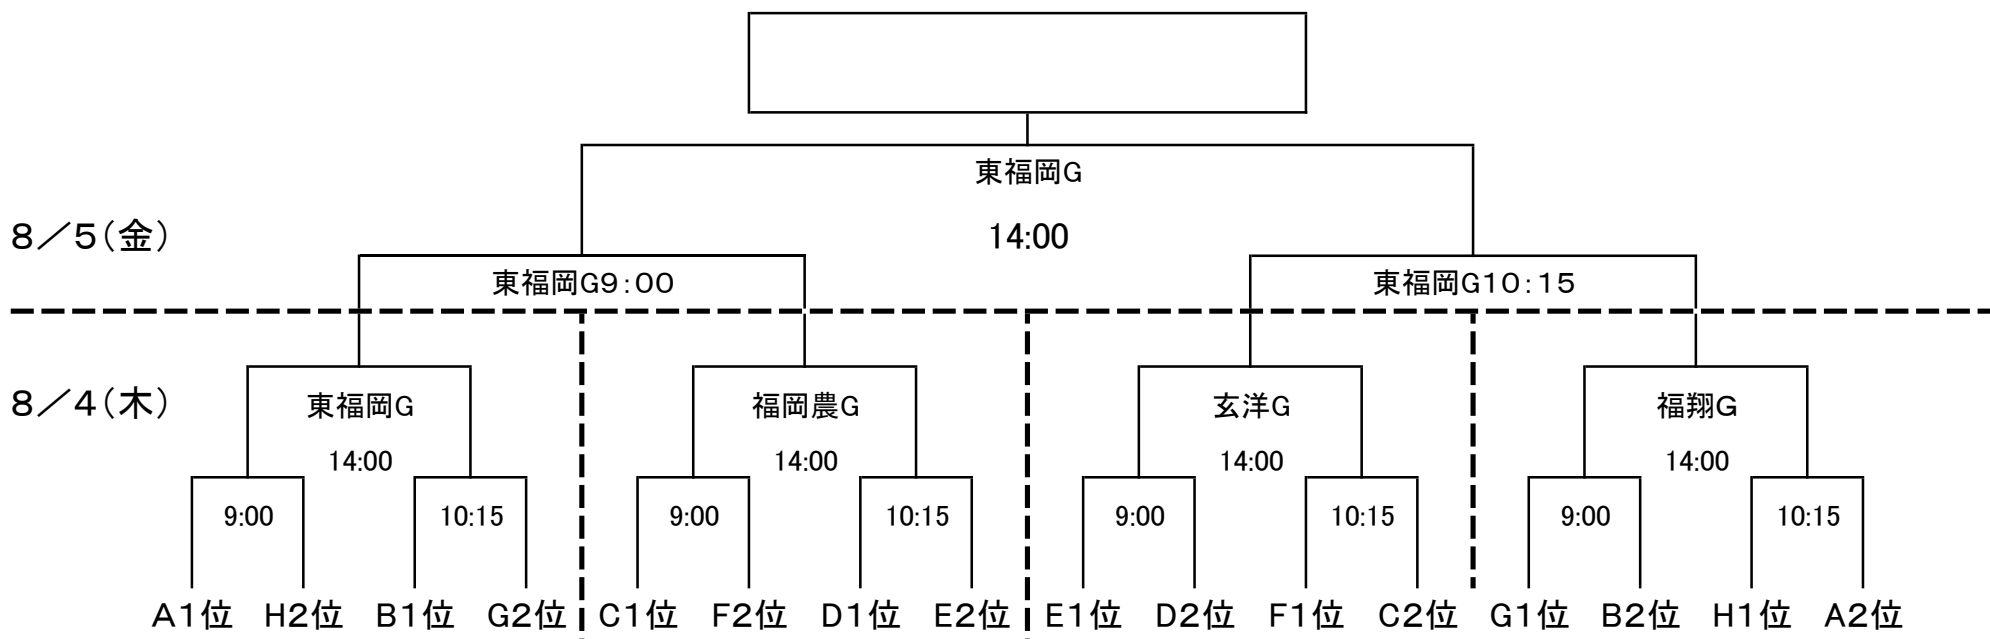 東福岡G
8／5（金）
14:00
東福岡G9：00 東福岡G10：15
8／4（木）
東福岡G 福岡農G 玄洋G 福翔G
14:00 14:00 14:00 14:00
9:00 10:15 9:00 10:15 9:00 10:15 9:00 10:15
A1位 H2位 B1位 G2位 C1位 F2位 D1位 E2位 E1位 D2位 F1位 C2位 G1位 B2位 H1位 A2位